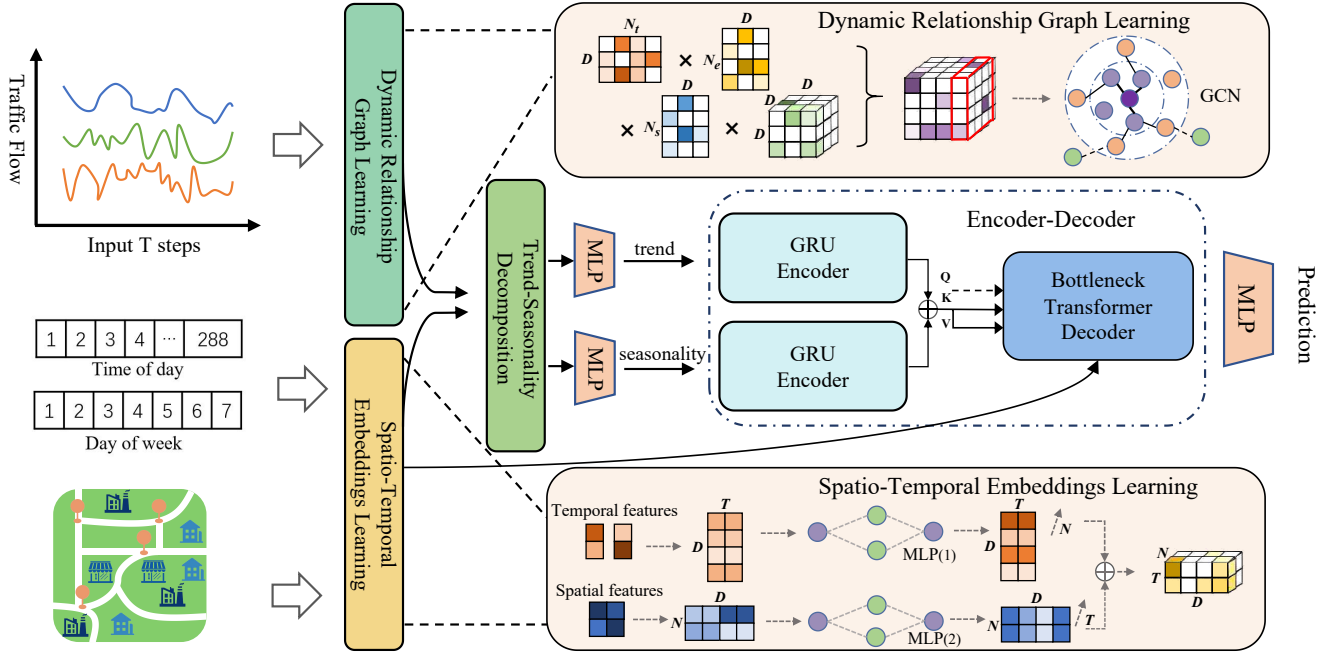 Traffic Flow
Input T steps
1 2 3 4 ... 288
Time of day
1 2 3 4 5 6 7
Day of week
Dynamic Relationship
Graph Learning
Spatio-Temporal
Embeddings Learning
Dynamic Relationship Graph Learning
N_t
D
×
D
N_e
×
N_s
D
×
D
D
D
GCN
Trend-Seasonality
Decomposition
MLP
trend
MLP
seasonality
Encoder-Decoder
GRU
Encoder
GRU
Encoder
Q
K
V
Bottleneck
Transformer
Decoder
MLP
Prediction
Spatio-Temporal Embeddings Learning
Temporal features
T
D
MLP(1)
T
D
N
Spatial features
D
N
MLP(2)
D
N
T
N
T
D